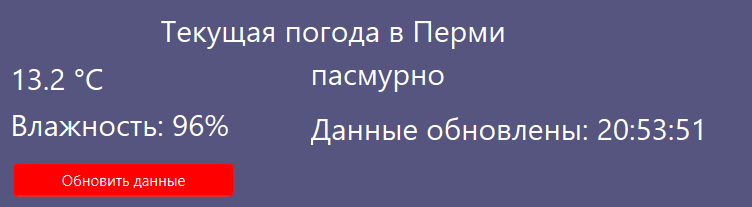 Текущая погода в Перми
13.2 °C
пасмурно
Влажность: 96%
Данные обновлены: 20:53:51
Обновить данные